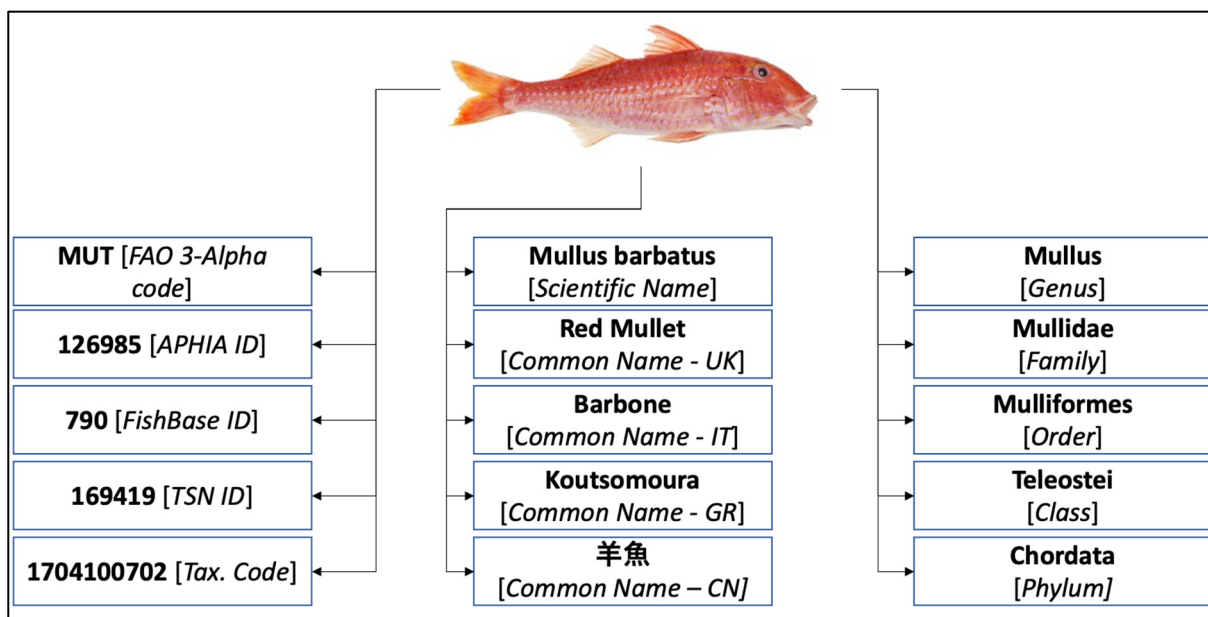 MUT [FAO 3-Alpha
code]
126985 [APHIA ID]
790 [FishBase ID]
169419 [TSN ID]
1704100702 [Tax. Code]
Mullus barbatus
[Scientific Name]
Red Mullet
[Common Name - UK]
Barbone
[Common Name - IT]
Koutsomoura
[Common Name - GR]
羊魚
[Common Name – CN]
Mullus
[Genus]
Mullidae
[Family]
Mulliformes
[Order]
Teleostei
[Class]
Chordata
[Phylum]